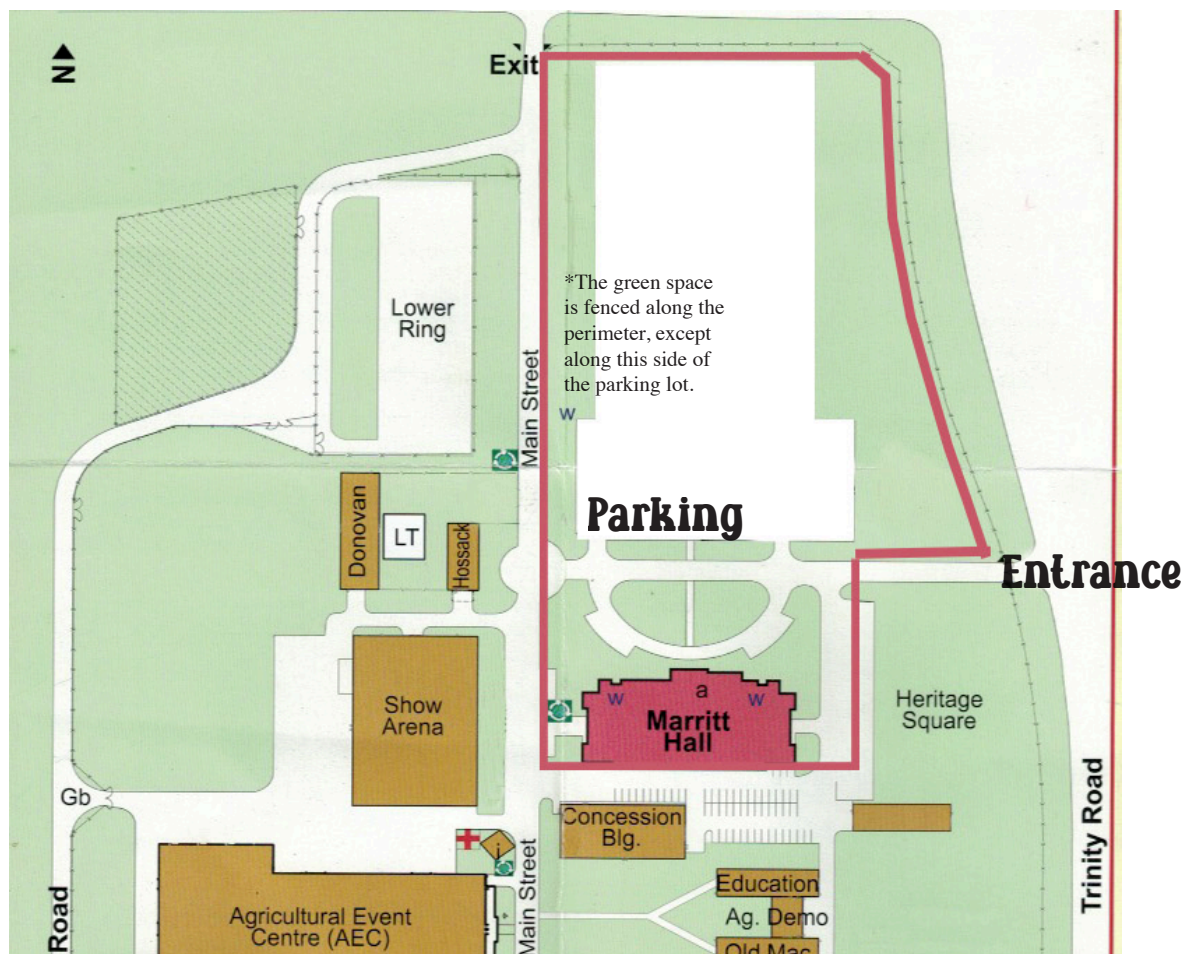 N
Exit
*The green space
is fenced along the
perimeter, except
along this side of
the parking lot.
Lower
Ring
Main Street
W
Parking
Donovan
LT
Hossack
Entrance
Show
Arena
W
a
W
Marritt
Hall
Heritage
Square
Gb
Concession
Blg.
i
Trinity Road
Education
Ag. Demo
Old Mac
Main Street
Road
Agricultural Event
Centre (AEC)